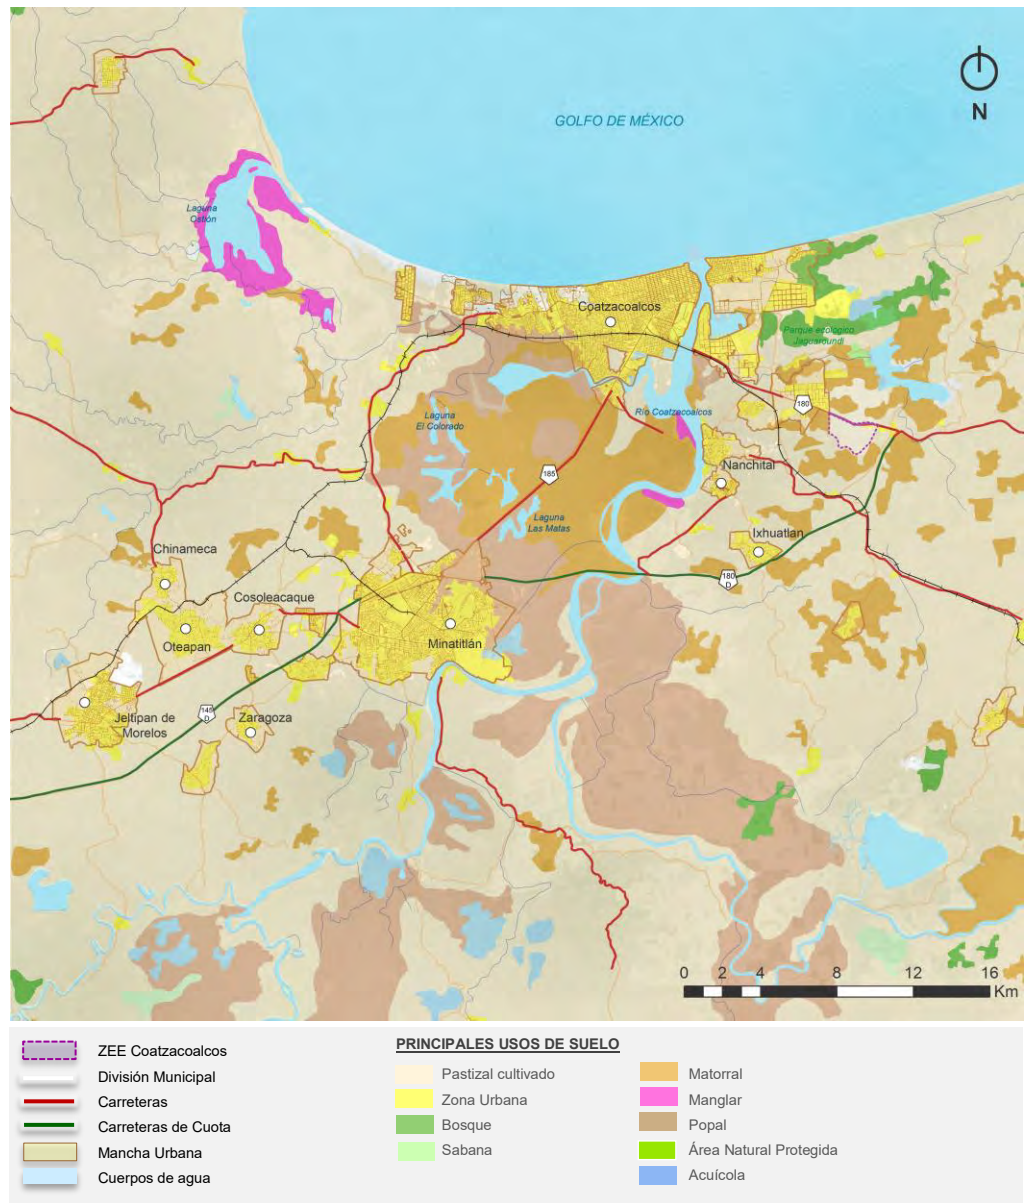 GOLFO DE MÉXICO
N
Laguna
Ostión
Coatzacoalcos
Parque ecologico
Jaguaroundi
180
Río Coatzacoalcos
Laguna
El Colorado
185
Nanchital
Laguna
Las Matas
Ixhuatlan
Chinameca
180
D
Cosoleacaque
Oteapan
Minatitlán
145
D
Jeltipan de
Morelos
Zaragoza
0 2 4 8 12 16
Km
ZEE Coatzacoalcos
División Municipal
Carreteras
Carreteras de Cuota
Mancha Urbana
Cuerpos de agua
PRINCIPALES USOS DE SUELO
Pastizal cultivado
Zona Urbana
Bosque
Sabana
Matorral
Manglar
Popal
Área Natural Protegida
Acuícola